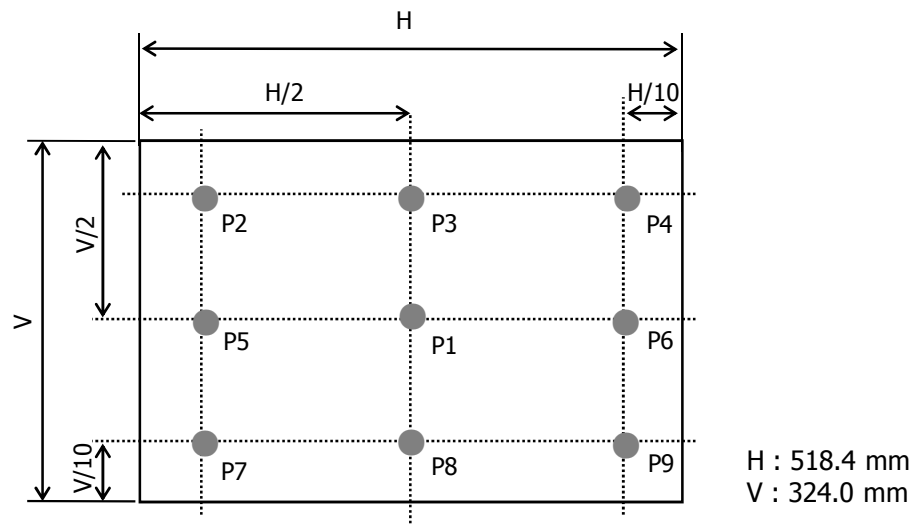 H
H/2
H/10
P2
P3
P4
V/2
V
P5
P1
P6
V/10
P7
P8
P9
H : 518.4 mm
V : 324.0 mm